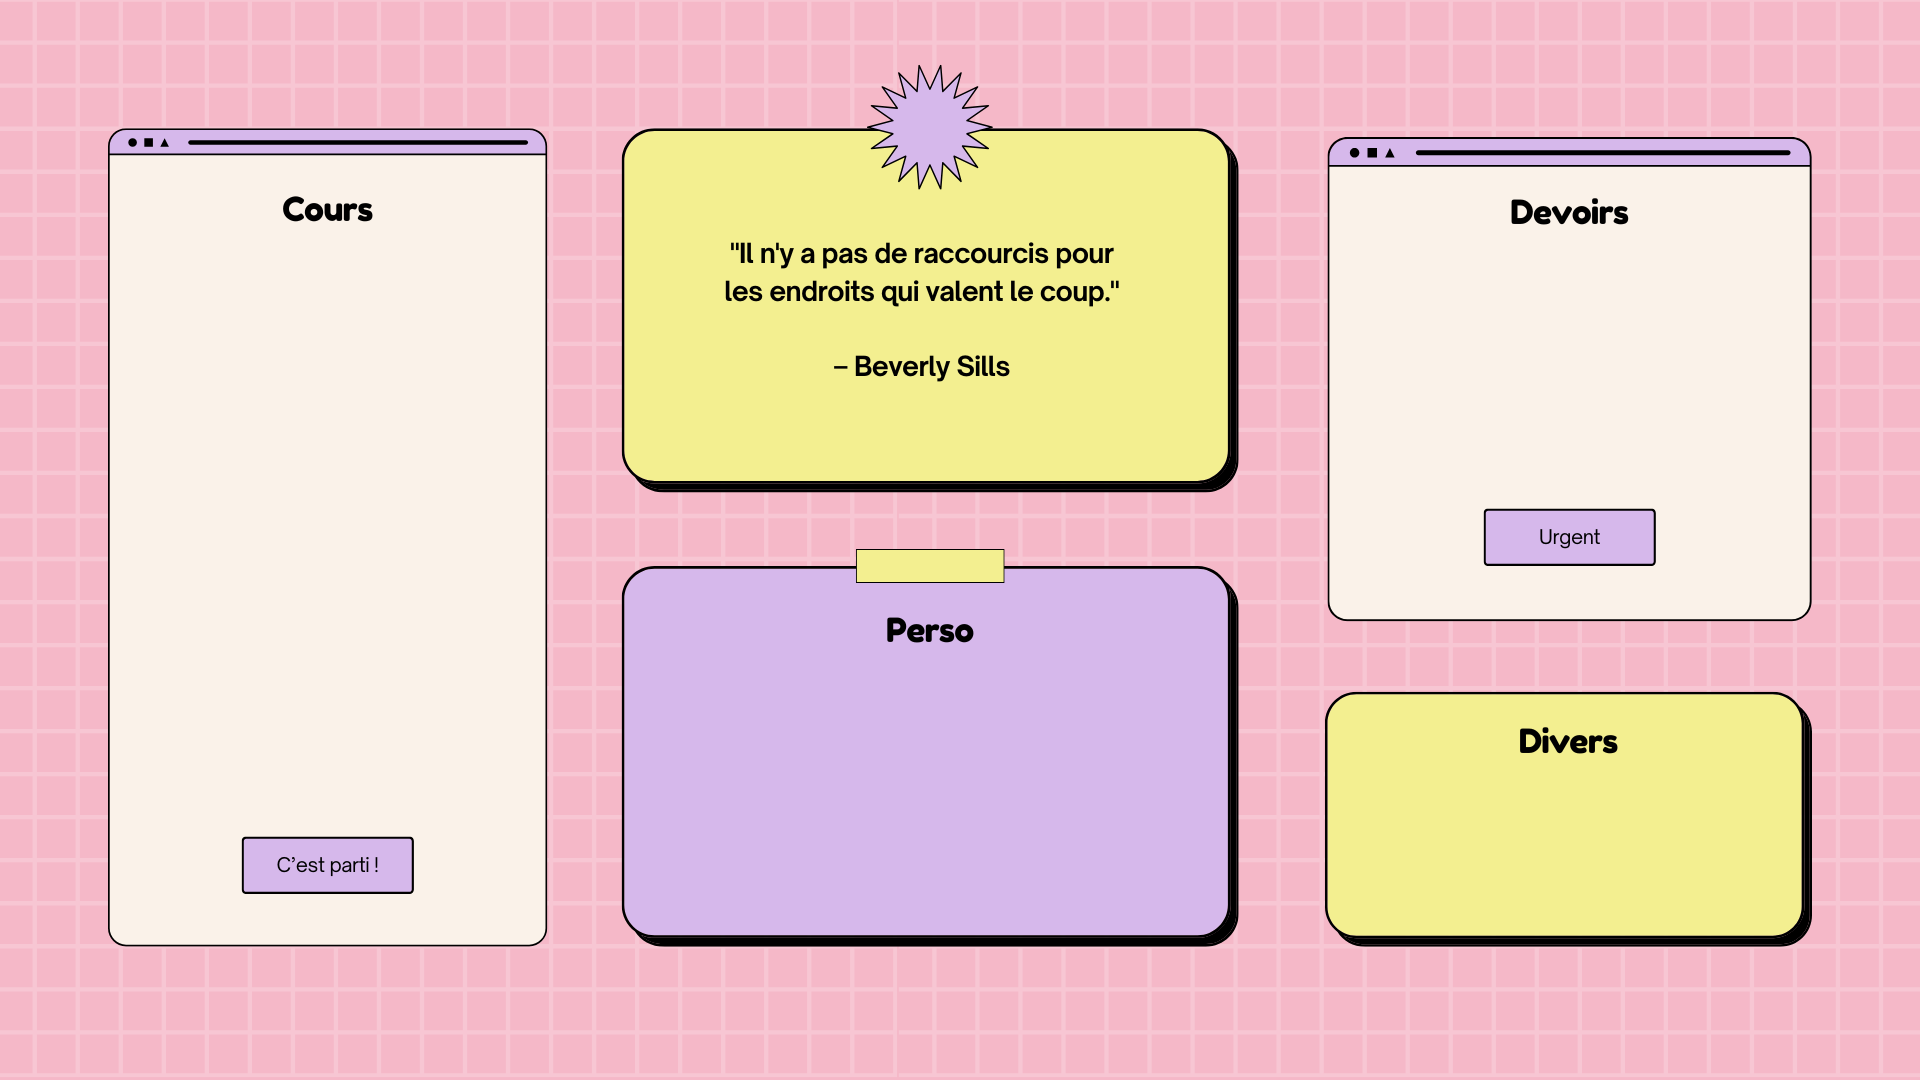 Cours
C’est parti !
"Il n'y a pas de raccourcis pour
les endroits qui valent le coup."
– Beverly Sills
Perso
Devoirs
Urgent
Divers